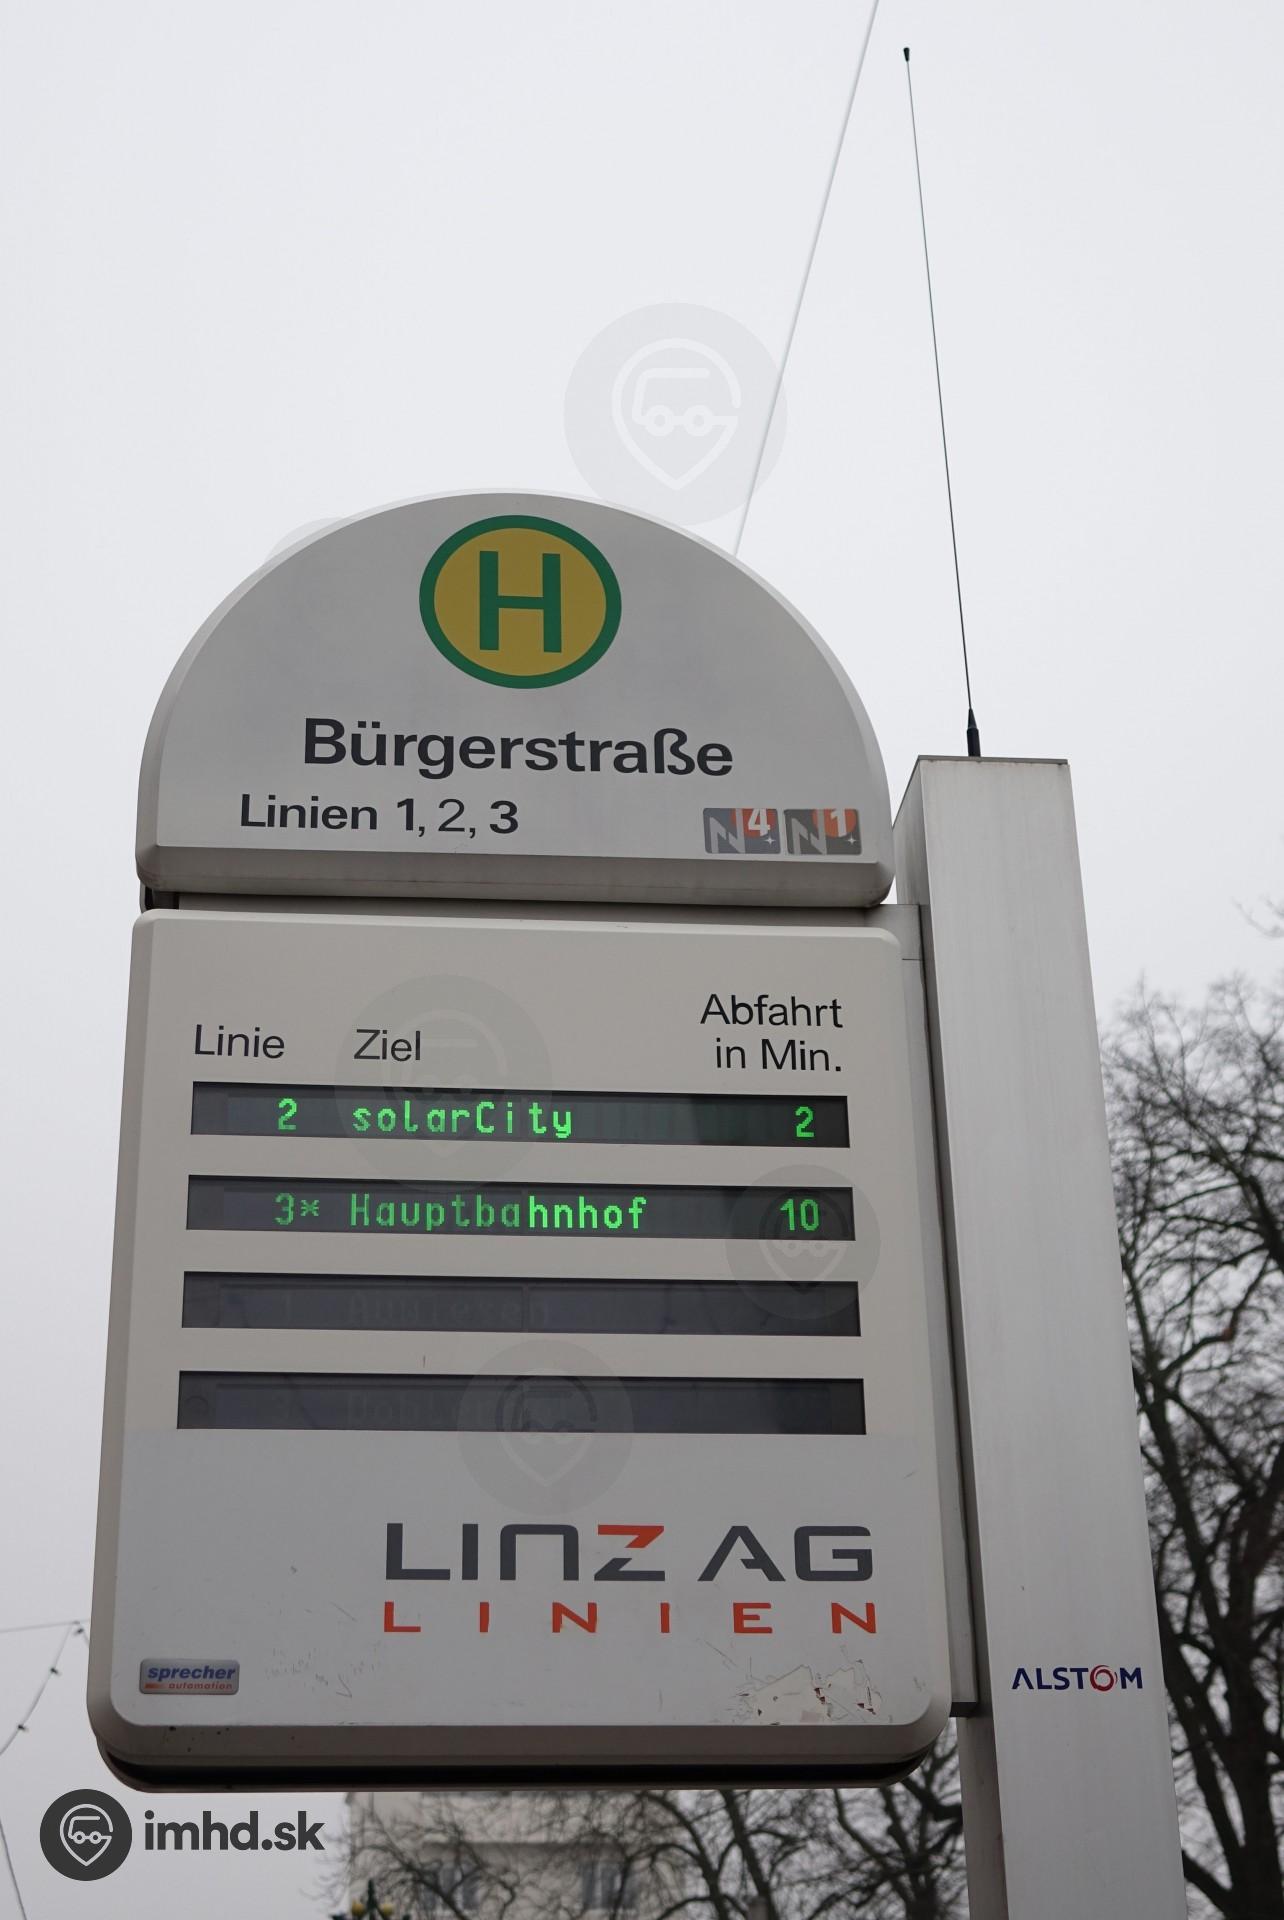 H
Bürgerstraße
Linien 1, 2, 3
N4 N1
Linie Ziel Abfahrt in Min.
2 solarCity 2
3* Hauptbahnhof 10
LINZ AG
LINIEN
sprecher
automation
ALSTOM
imhd.sk